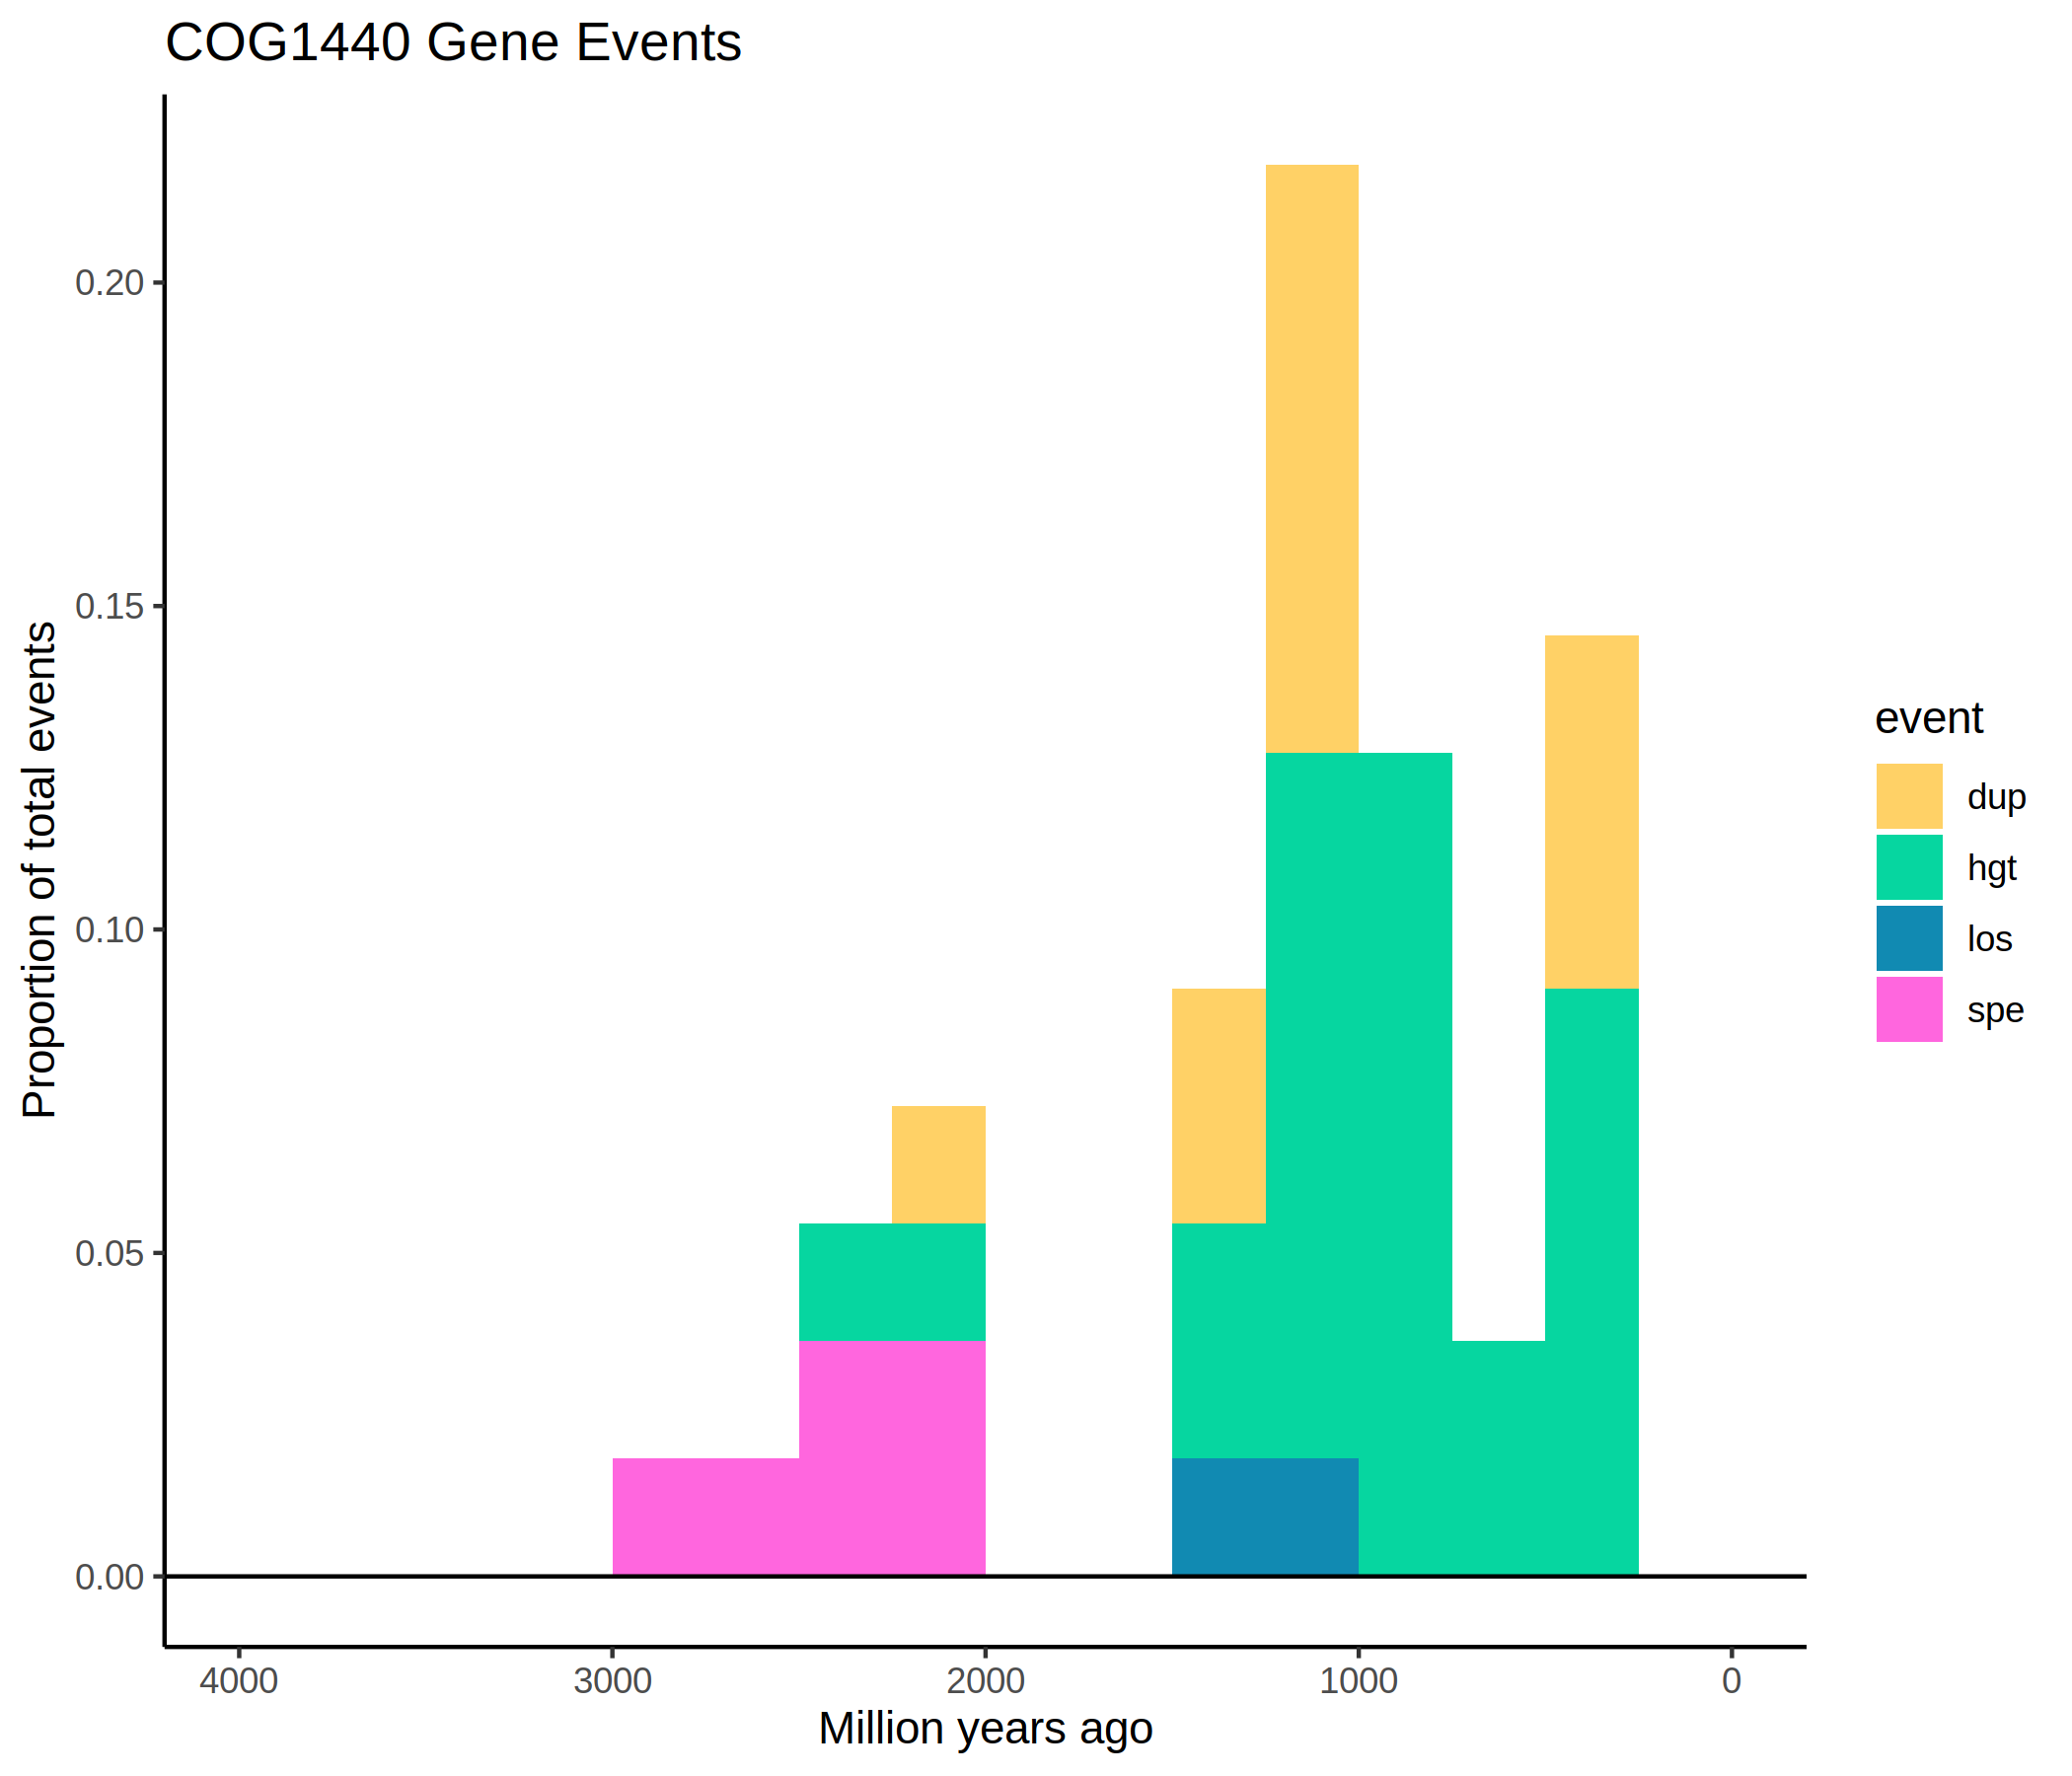 COG1440 Gene Events
Proportion of total events
0.20
0.15
0.10
0.05
0.00
4000 3000 2000 1000 0
Million years ago
event
dup
hgt
los
spe